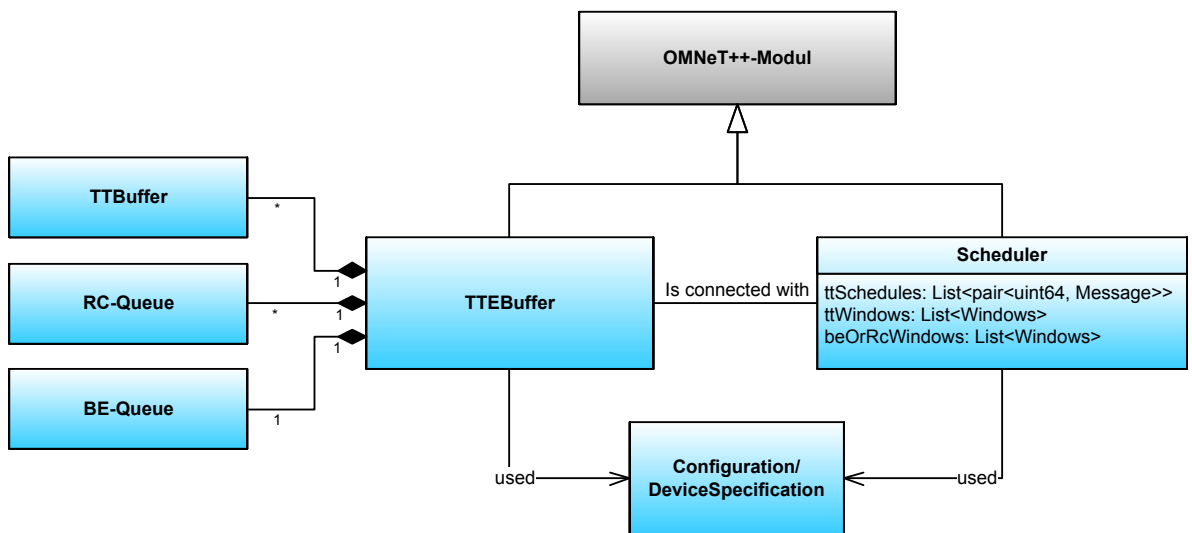 OMNeT++-Modul
TTBuffer
*
1
RC-Queue
*
1
BE-Queue
1
1
TTEBuffer
Is connected with
Scheduler
ttSchedules: List<pair<uint64, Message>>
ttWindows: List<Windows>
beOrRcWindows: List<Windows>
used
Configuration/
DeviceSpecification
used